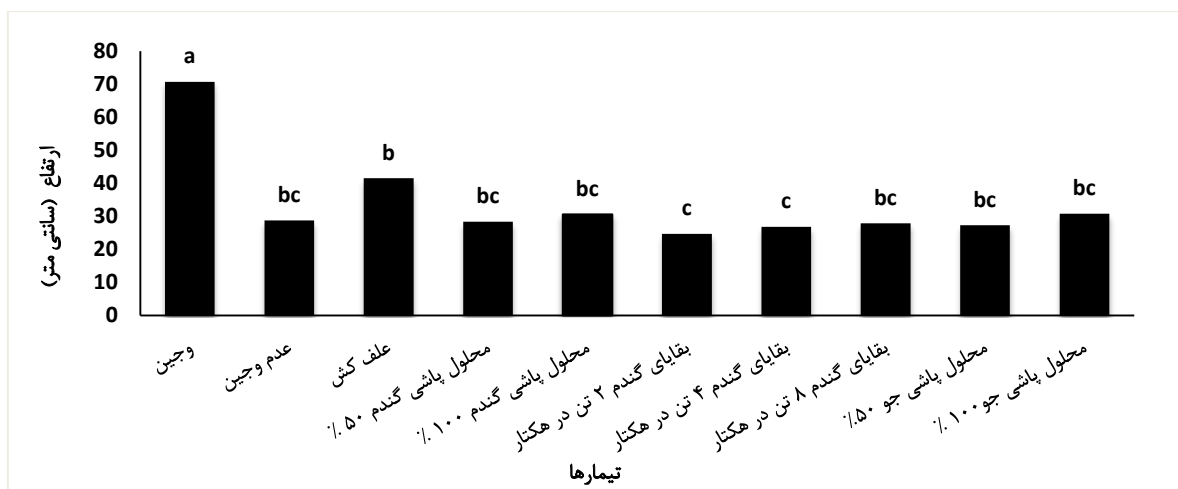 ارتفاع (سانتی متر)
80
70
60
50
40
30
20
10
0
a
bc
b
bc
bc
c
c
bc
bc
bc
وجین
عدم وجین
علف کش
محلول پاشی گندم ۵۰ ٪
محلول پاشی گندم ۱۰۰ ٪
بقایای گندم ۲ تن در هکتار
بقایای گندم ۴ تن در هکتار
بقایای گندم ۸ تن در هکتار
محلول پاشی جو ۵۰٪
محلول پاشی جو۱۰۰ ٪
تیمارها